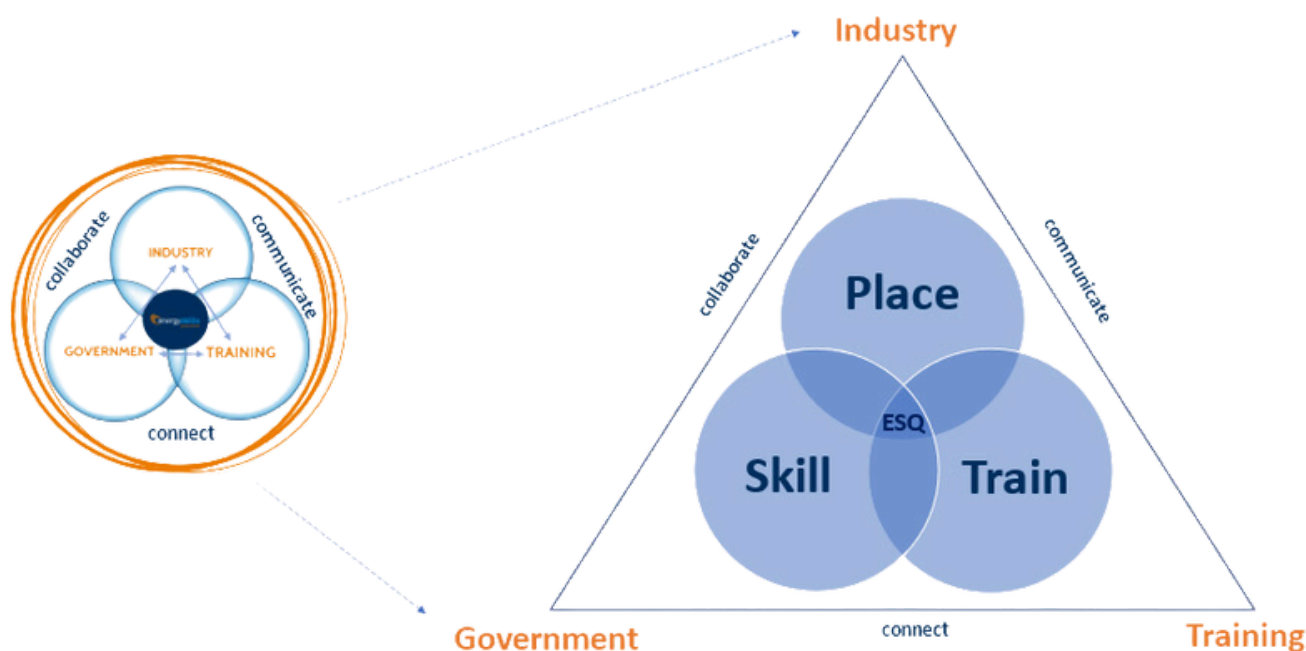 Industry
collaborate
communicate
INDUSTRY
GOVERNMENT
TRAINING
connect
collaborate
communicate
Place
ESQ
Skill
Train
connect
Government
Training